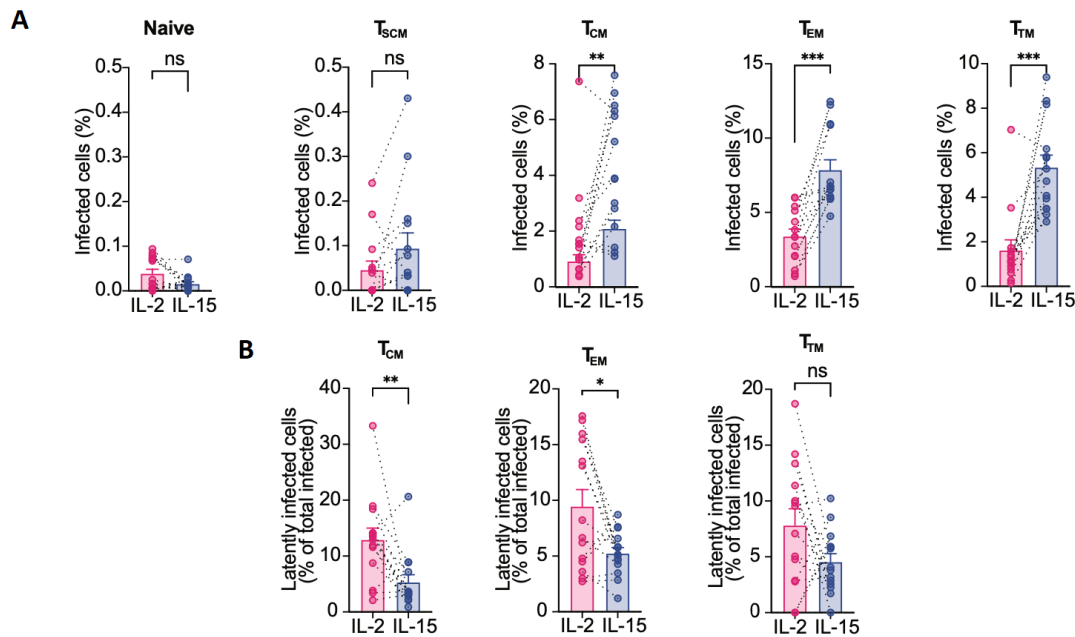 A
Naive
ns
Infected cells (%)
0.5
0.4
0.3
0.2
0.1
0.0
IL-2 IL-15
TSCM
ns
Infected cells (%)
0.5
0.4
0.3
0.2
0.1
0.0
IL-2 IL-15
TCM
**
Infected cells (%)
8
6
4
2
0
IL-2 IL-15
TEM
***
Infected cells (%)
15
10
5
0
IL-2 IL-15
TTM
***
Infected cells (%)
10
8
6
4
2
0
IL-2 IL-15
B
TCM
**
Latently infected cells
(% of total infected)
40
30
20
10
0
IL-2 IL-15
TEM
*
Latently infected cells
(% of total infected)
20
15
10
5
0
IL-2 IL-15
TTM
ns
Latently infected cells
(% of total infected)
20
15
10
5
0
IL-2 IL-15